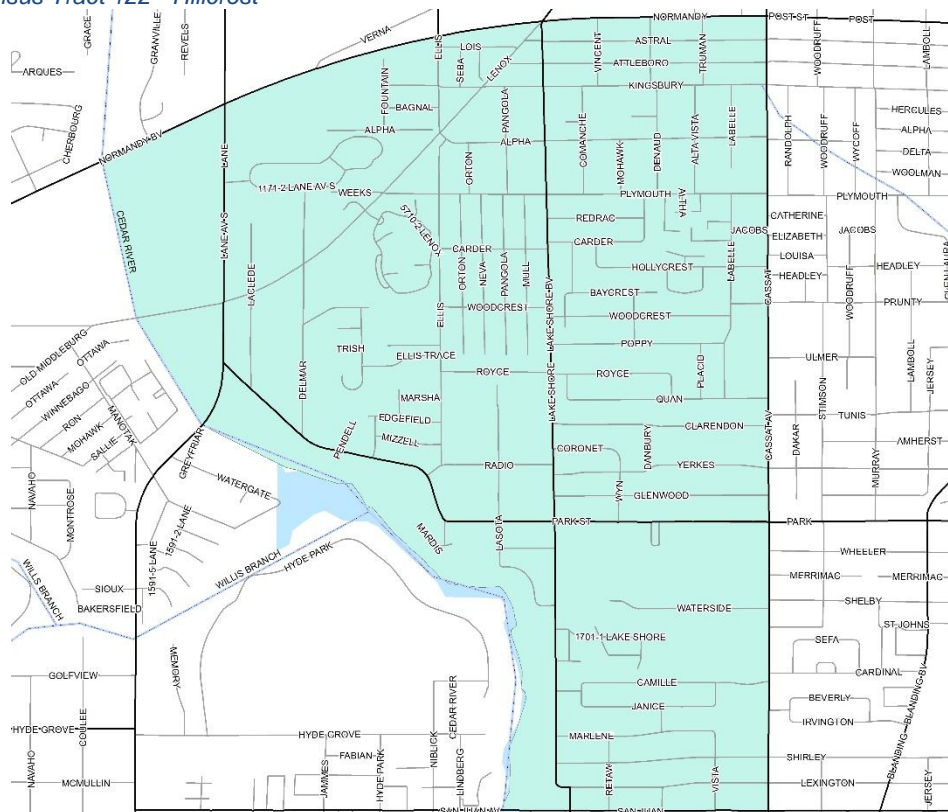 Census Tract 122 - Hillcrest
GRACE
GRANVILLE
REVELS
VERNA
ELLIS
LOIS
SEBA
LENOX
NORMANDY
POST ST
POST
VINCENT
ASTRAL
TRUMAN
WOODRUFF
LAMBOLL
ATTLEBORO
ARQUES
FOUNTAIN
KINGSBURY
CHERBOURG
BAGNAL
PANGOLA
HERCULES
NORMANDY BV
ALPHA
ALPHA
COMANCHE
MOHAWK
DENAUD
ALTA VISTA
LABELLE
RANDOLPH
WOODRUFF
WYCOFF
ALPHA
DELTA
LANE
ORTON
WOOLMAN
1171-2 LANE AV S
WEEKS
PLYMOUTH
ALTHA
PLYMOUTH
CEDAR RIVER
LANE AV S
5710-2 LENOX
REDRAC
CATHERINE
JACOBS
JACOBS
CARDER
CARDER
ELIZABETH
LACLEDE
ORTON
NEVA
PANGOLA
MULL
HOLLYCREST
LABELLE
CASSAT
LOUISA
HEADLEY
HEADLEY
BAYCREST
WOODRUFF
ELLIS
WOODCREST
WOODCREST
PRUNTY
LAKE SHORE BV
OLD MIDDLEBURG
OTTAWA
TRISH
ELLIS TRACE
POPPY
ULMER
LAMBOLL
JERSEY
DELMAR
ROYCE
LAKE SHORE
ROYCE
PLACID
OTTAWA
WINNEBAGO
RON
MOHAWK
SALLIE
MANOTAK
MARSHA
QUAN
STIMSON
TUNIS
EDGEFIELD
CLARENDON
CASSAT AV
DAKAR
GREYFRIAR
PENDELL
MIZZELL
CORONET
DANBURY
AMHERST
MURRAY
RADIO
YERKES
NAVAHO
MONTROSE
WATERGATE
NYM
GLENWOOD
1591-2 LANE
MARDIS
LASOTA
PARK ST
PARK
1591-5 LANE
WILLIS BRANCH
HYDE PARK
WHEELER
WILLS BRANCH
SIOUX
MERRIMAC
MERRIMAC
BAKERSFIELD
WATERSIDE
SHELBY
ST JOHNS
1701-1 LAKE SHORE
SEFA
MEMORY
GOLFVIEW
CAMILLE
CARDINAL
CEDAR RIVER
JANICE
BEVERLY
BLANDING BV
HYDE GROVE
COLLEE
HYDE GROVE
MARLENE
IRVINGTON
NAVAHO
JAMMES
FABIAN
HYDE PARK
NIBLICK
LINDBERG
SHIRLEY
BLANDING
MCMULLIN
RETAW
VISTA
LEXINGTON
JERSEY
SAN JUAN AV
SAN JUAN